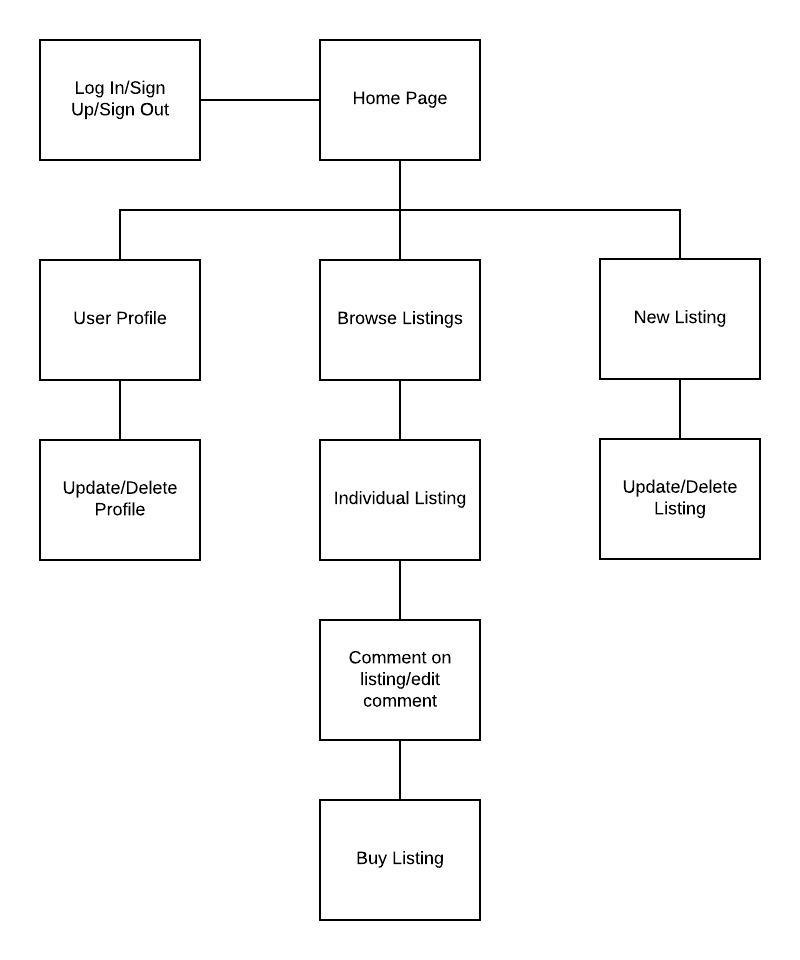 Log In/Sign
Up/Sign Out
Home Page
User Profile
Browse Listings
New Listing
Update/Delete
Profile
Individual Listing
Update/Delete
Listing
Comment on
listing/edit
comment
Buy Listing